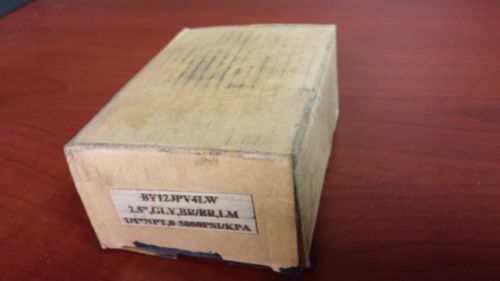 BY12JPV4LW
2.5",GLY,BR/BR,LM
1/4"NPT,0-5000PSI/KPA